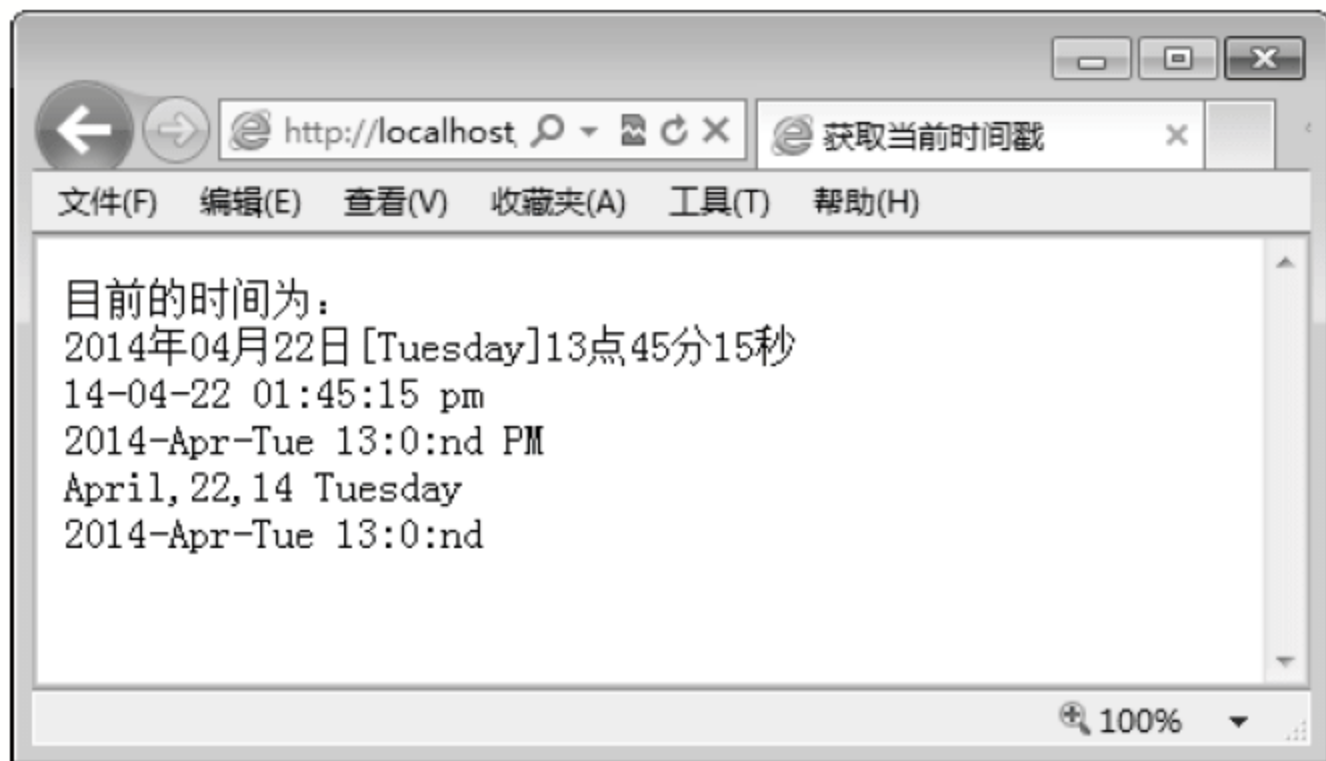 http://localhost
获取当前时间戳
文件(F) 编辑(E) 查看(V) 收藏夹(A) 工具(T) 帮助(H)
目前的时间为:
2014年04月22日[Tuesday]13点45分15秒
14-04-22 01:45:15 pm
2014-Apr-Tue 13:0:nd PM
April,22,14 Tuesday
2014-Apr-Tue 13:0:nd
100%